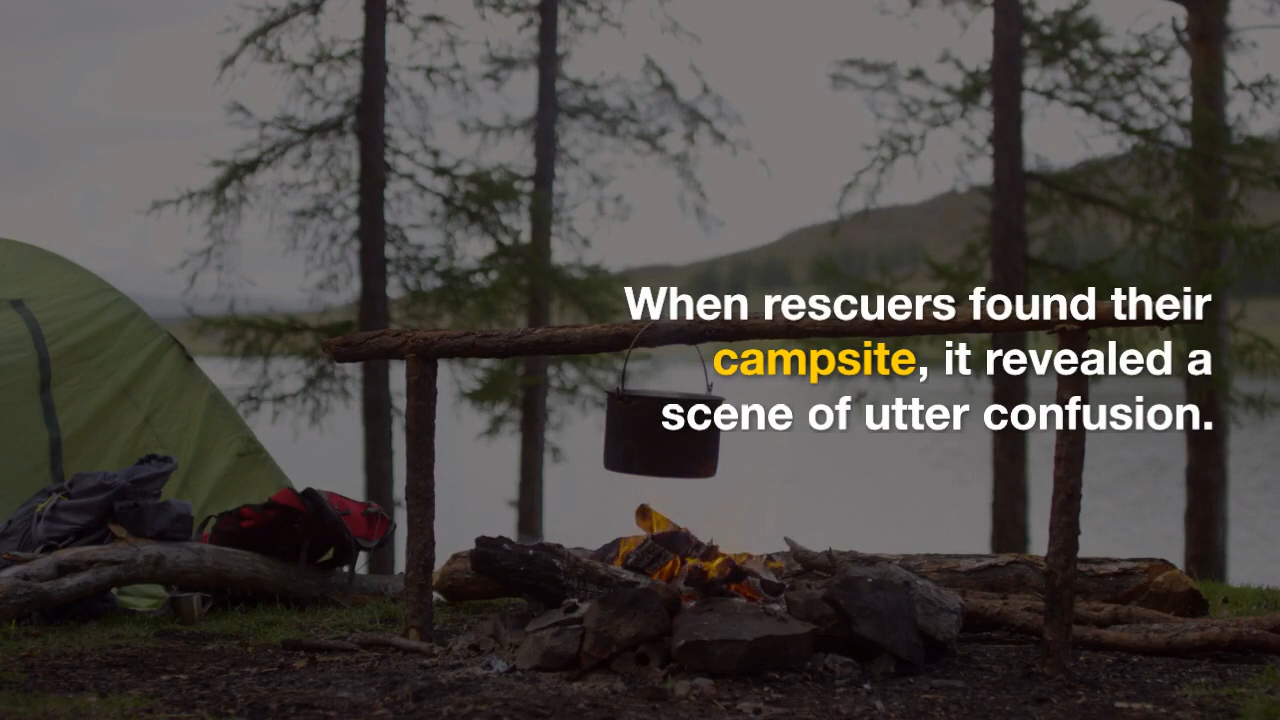 When rescuers found their
campsite, it revealed a
scene of utter confusion.